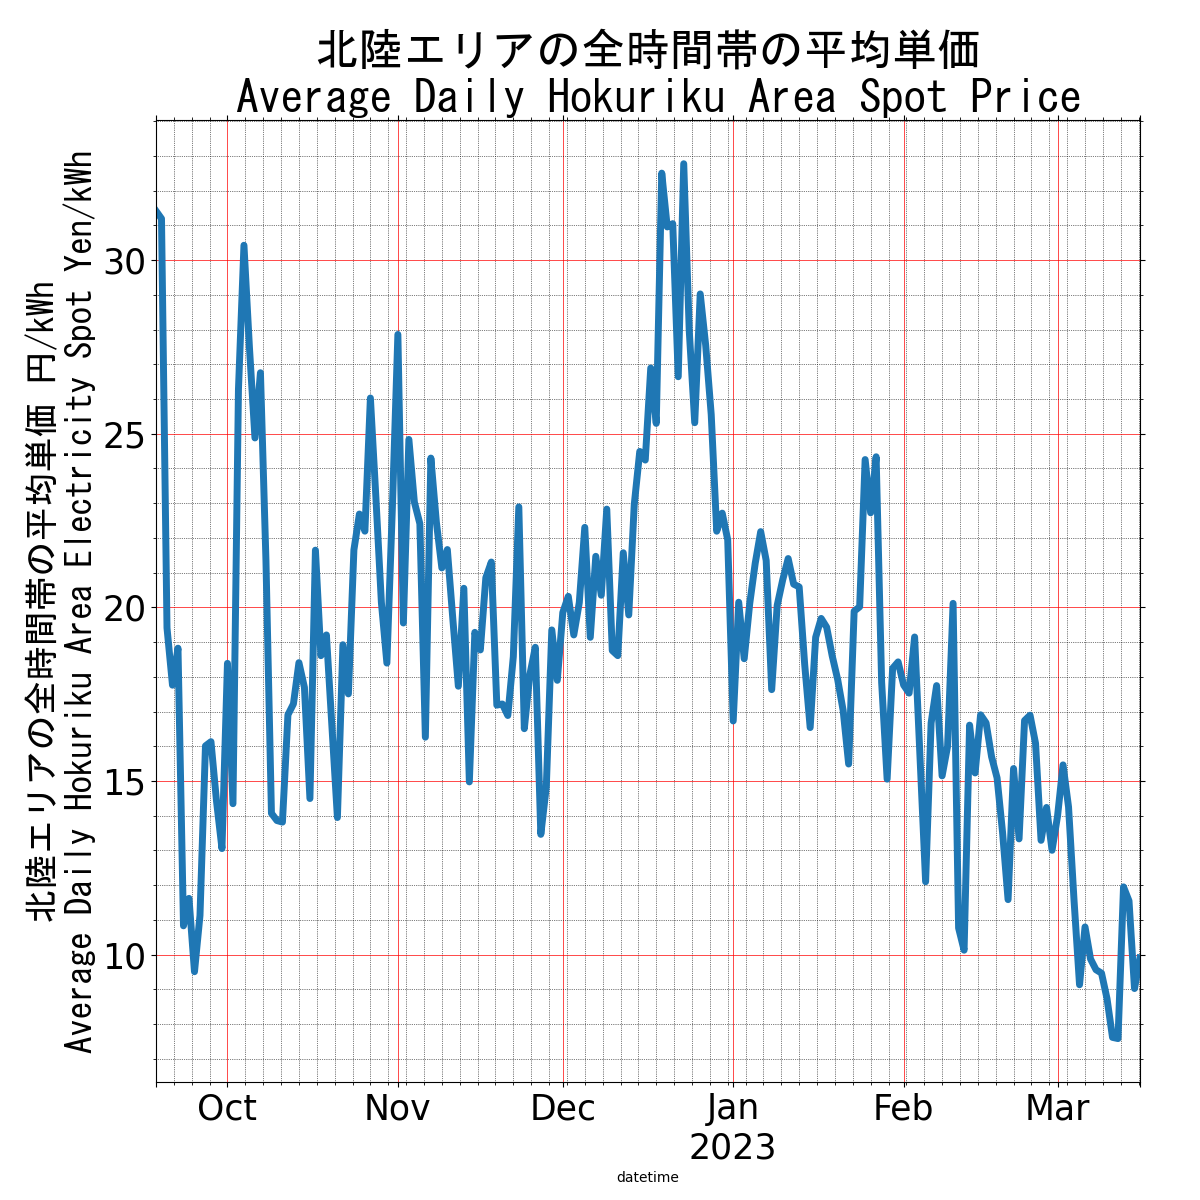 北陸エリアの全時間帯の平均単価
Average Daily Hokuriku Area Spot Price
北陸エリアの全時間帯の平均単価 円/kWh
Average Daily Hokuriku Area Electricity Spot Yen/kWh
30
25
20
15
10
Oct
Nov
Dec
Jan
2023
Feb
Mar
datetime